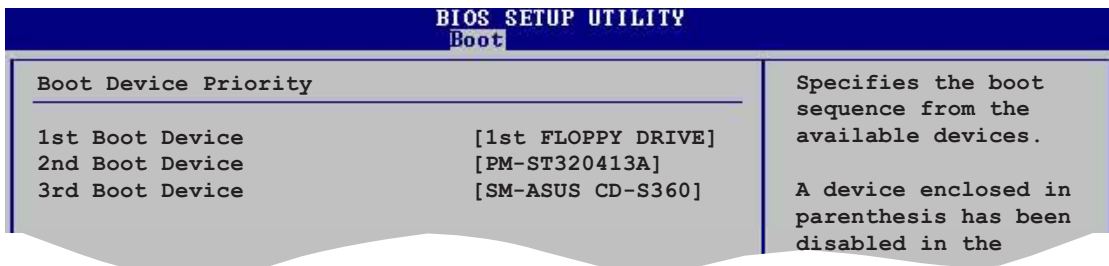 BIOS SETUP UTILITY
Boot
Boot Device Priority
1st Boot Device [1st FLOPPY DRIVE]
2nd Boot Device [PM-ST320413A]
3rd Boot Device [SM-ASUS CD-S360]
Specifies the boot
sequence from the
available devices.
A device enclosed in
parenthesis has been
disabled in the